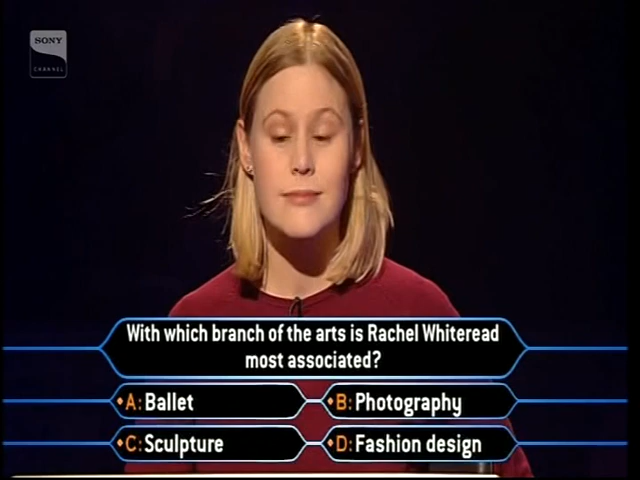 SONY
CHANNEL
With which branch of the arts is Rachel Whiteread
most associated?
A: Ballet
B: Photography
C: Sculpture
D: Fashion design